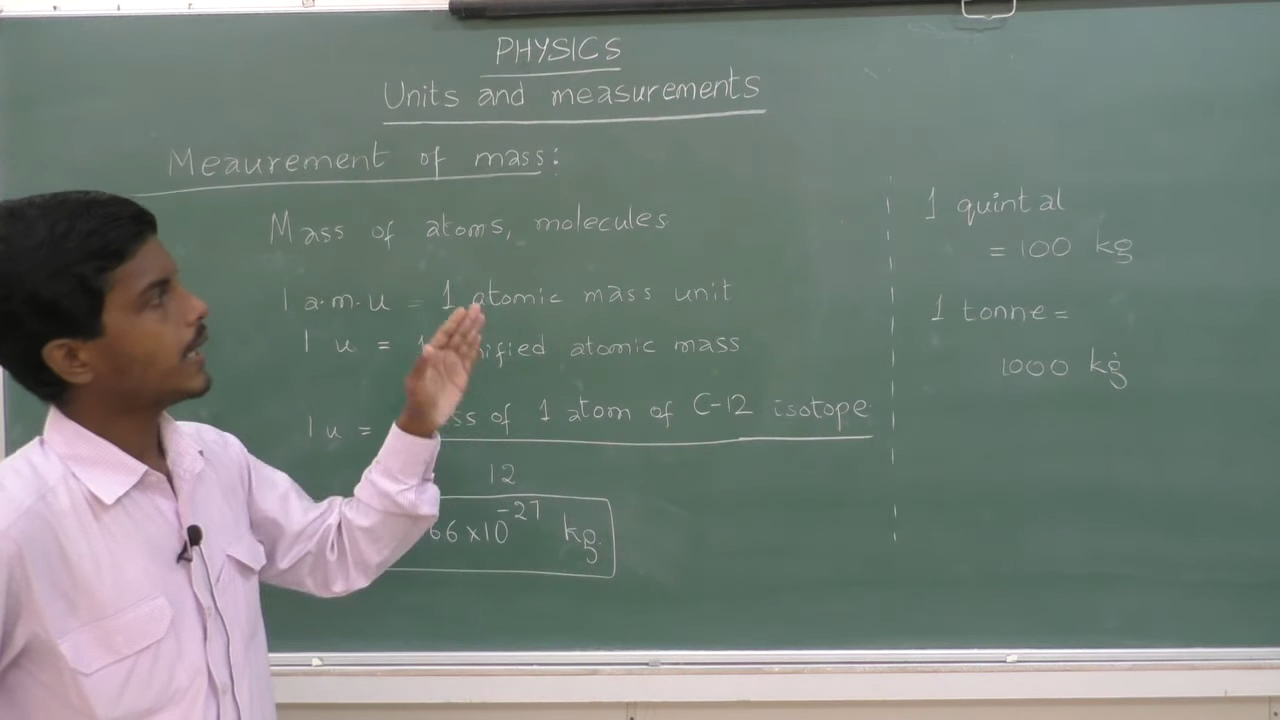 PHYSICS
Units and measurements
Meaurement of mass:
Mass of atoms, molecules
1 a.m.u = 1 atomic mass unit
1 u = nified atomic mass
1 u = ss of 1 atom of C-12 isotope
12
66 x 10^-27 kg.
1 quintal
= 100 kg
1 tonne =
1000 kg